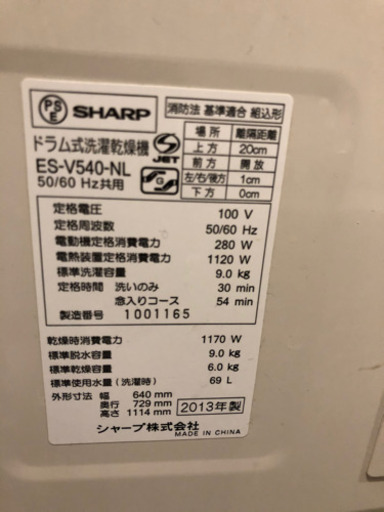 PS E SHARP
ドラム式洗濯乾燥機
ES-V540-NL
50/60 Hz共用
S JET
消防法 基準適合 組込形
場所 離隔距離
上方 20cm
前方 開放
左/右/後方 1cm
下方 0cm
定格電圧 100 V
定格周波数 50/60 Hz
電動機定格消費電力 280 W
電熱装置定格消費電力 1120 W
標準洗濯容量 9.0 kg
定格時間 洗いのみ 30 min
念入りコース 54 min
製造番号 1001165
乾燥時消費電力 1170 W
標準脱水容量 9.0 kg
標準乾燥容量 6.0 kg
標準使用水量(洗濯時) 69 L
外形寸法 幅 640 mm
奥行 729 mm
高さ 1114 mm
2013年製
シャープ株式会社
MADE IN CHINA